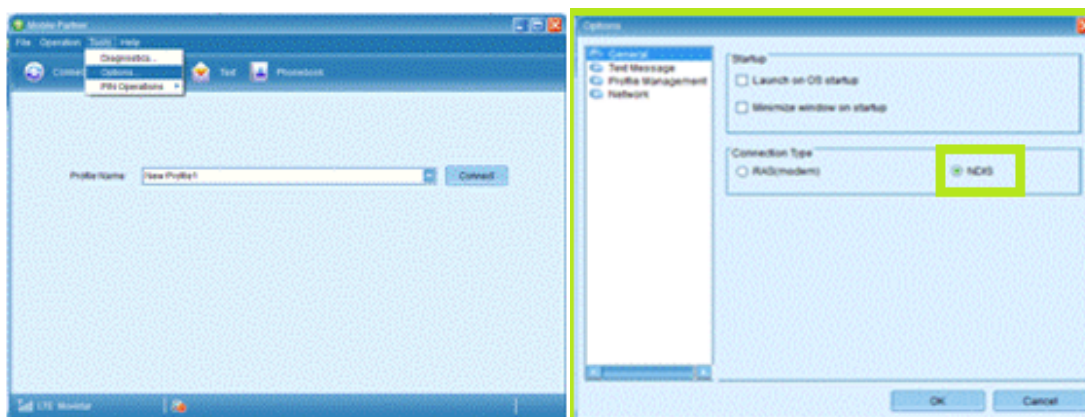 Mobile Partner
File Operation Tools Help
Diagnostics...
Options...
PIN Operations
Text
Phonebook
Profile Name
New Profile1
Connect
LTE Movistar
Options
General
Text Message
Profile Management
Network
Startup
Launch on OS startup
Minimize window on startup
Connection Type
RAS(modem)
NDIS
OK
Cancel